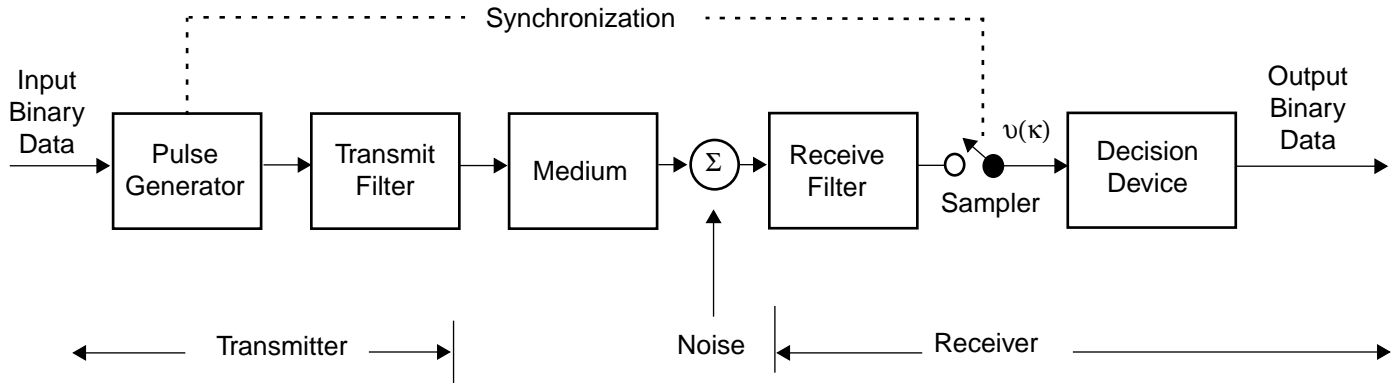 Synchronization
Input
Binary
Data
Pulse
Generator
Transmit
Filter
Medium
Σ
Receive
Filter
Sampler
υ(κ)
Decision
Device
Output
Binary
Data
Transmitter
Noise
Receiver